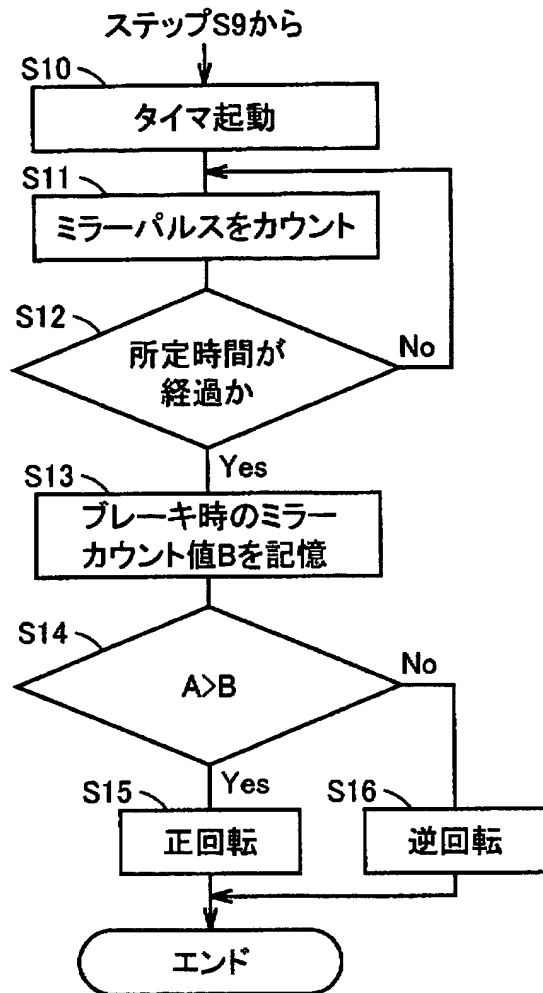 ステップS9から
S10
タイマ起動
S11
ミラーパルスをカウント
S12
所定時間が
経過か
No
Yes
S13
ブレーキ時のミラー
カウント値Bを記憶
S14
A>B
No
Yes
S15
正回転
S16
逆回転
エンド